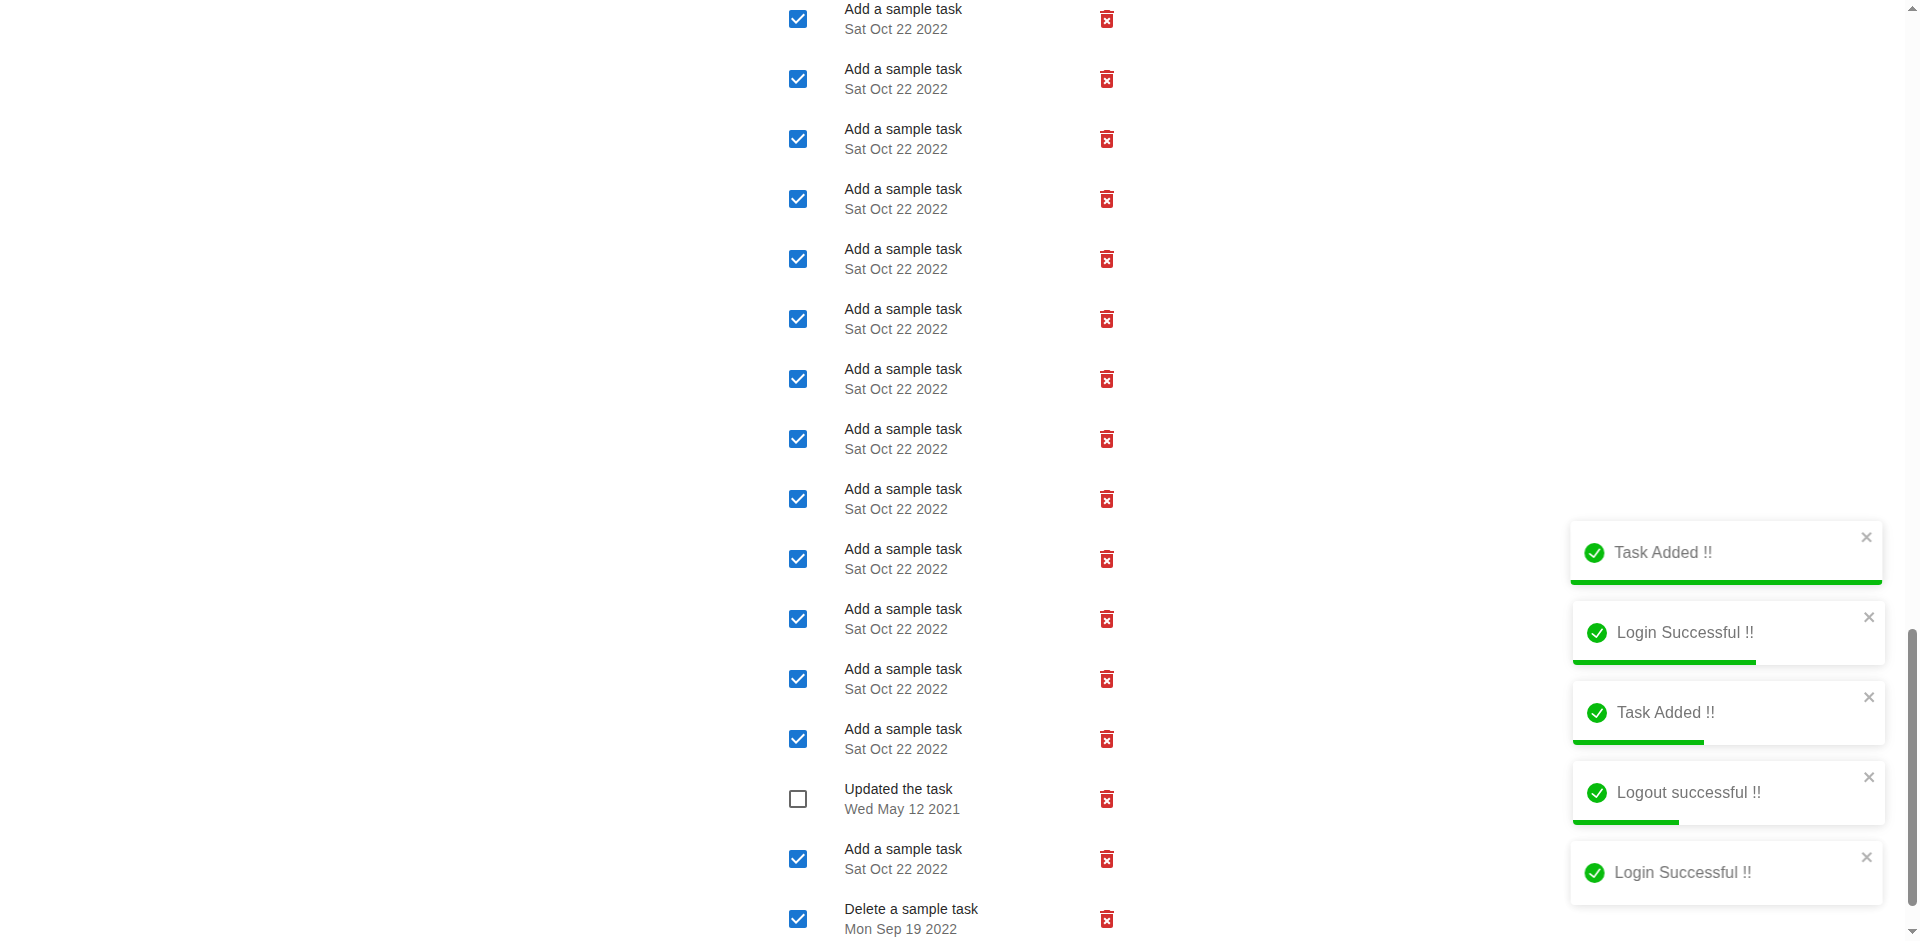 Add a sample task
Sat Oct 22 2022
Add a sample task
Sat Oct 22 2022
Add a sample task
Sat Oct 22 2022
Add a sample task
Sat Oct 22 2022
Add a sample task
Sat Oct 22 2022
Add a sample task
Sat Oct 22 2022
Add a sample task
Sat Oct 22 2022
Add a sample task
Sat Oct 22 2022
Add a sample task
Sat Oct 22 2022
Add a sample task
Sat Oct 22 2022
Add a sample task
Sat Oct 22 2022
Add a sample task
Sat Oct 22 2022
Add a sample task
Sat Oct 22 2022
Updated the task
Wed May 12 2021
Add a sample task
Sat Oct 22 2022
Delete a sample task
Mon Sep 19 2022
Task Added !!
Login Successful !!
Task Added !!
Logout successful !!
Login Successful !!